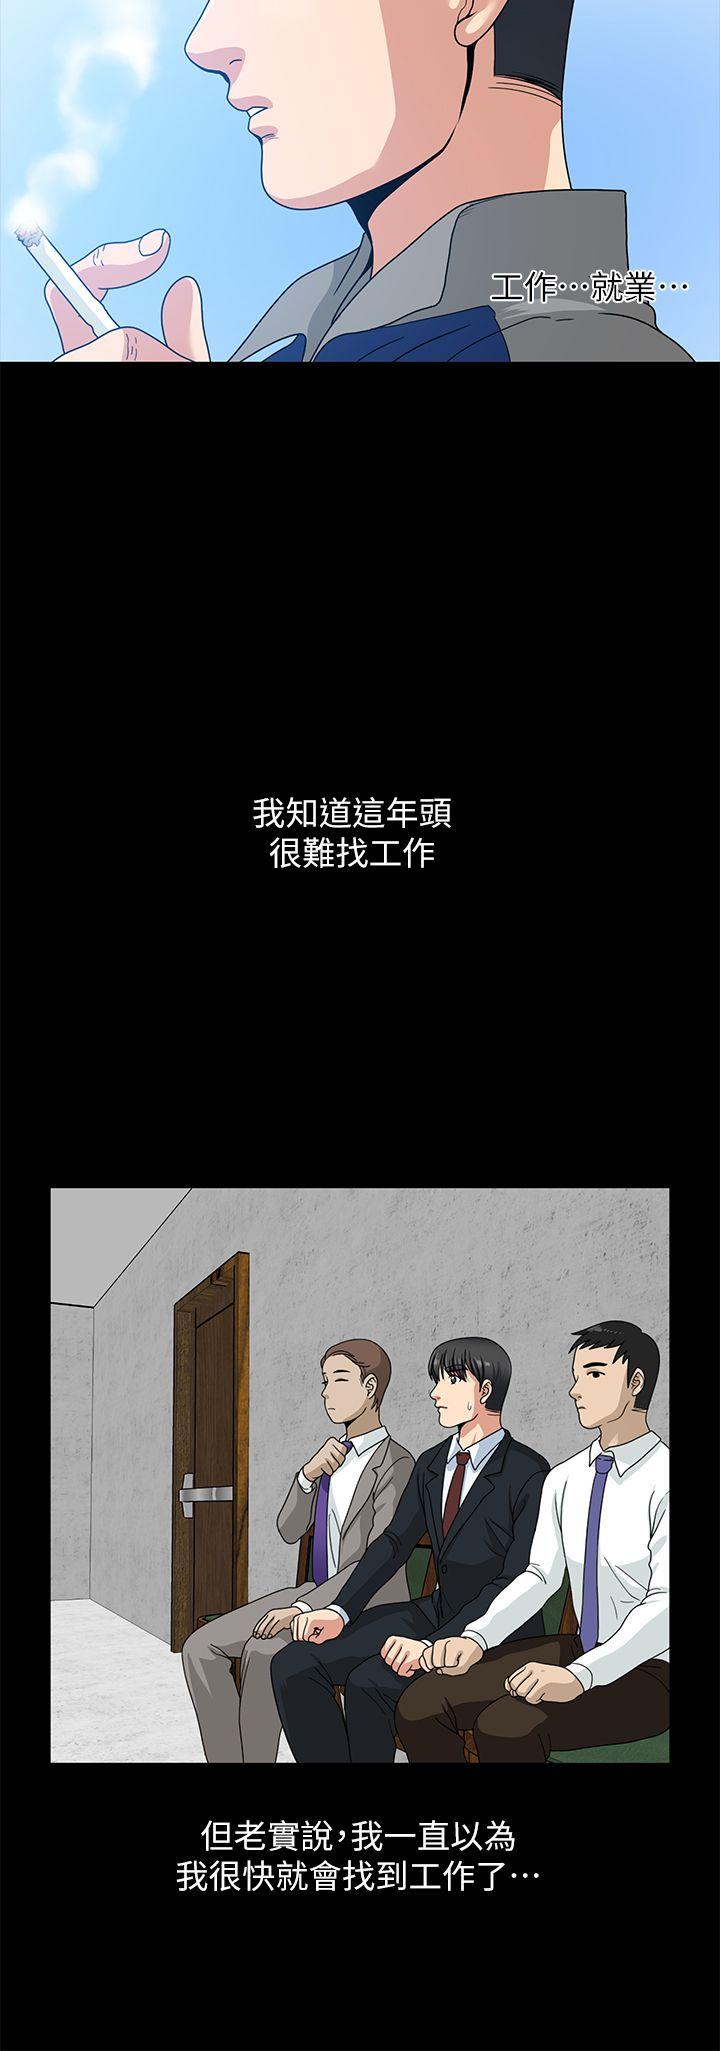 工作…就業…
我知道這年頭
很難找工作
但老實說,我一直以為
我很快就會找到工作了…